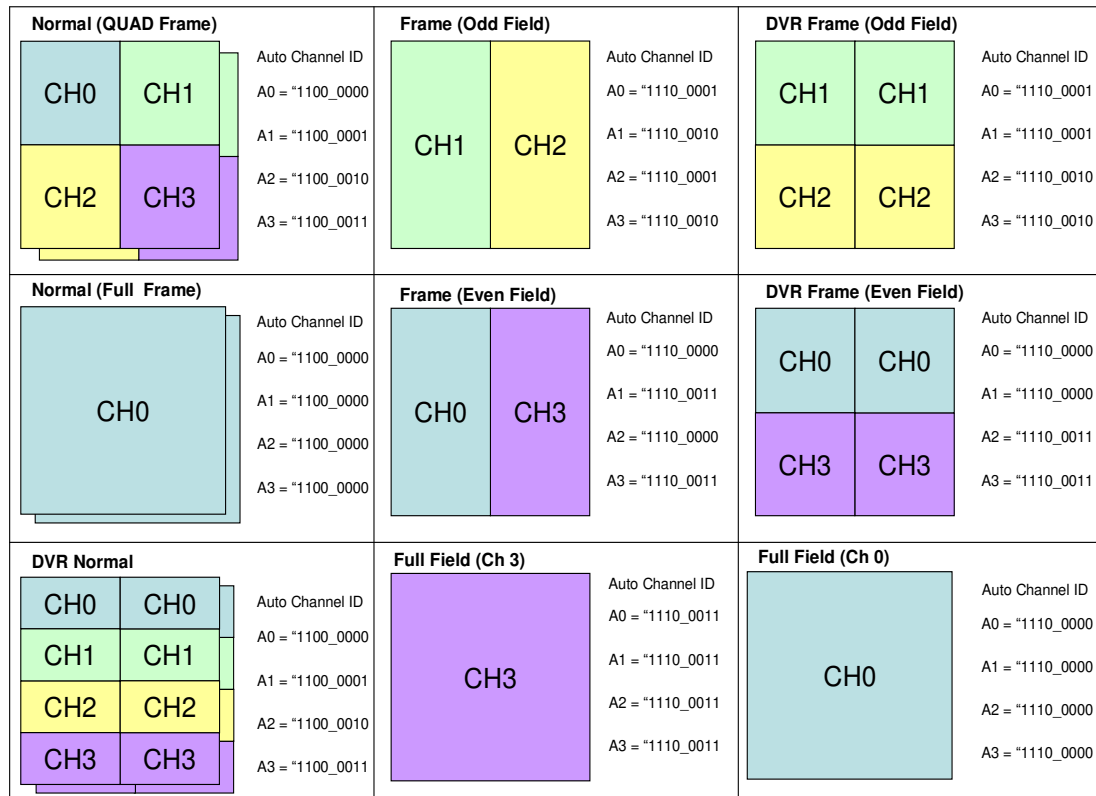 Normal (QUAD Frame)
CH0 CH1
CH2 CH3
Auto Channel ID
A0 = “1100_0000
A1 = “1100_0001
A2 = “1100_0010
A3 = “1100_0011
Frame (Odd Field)
CH1 CH2
Auto Channel ID
A0 = “1110_0001
A1 = “1110_0010
A2 = “1110_0001
A3 = “1110_0010
DVR Frame (Odd Field)
CH1 CH1
CH2 CH2
Auto Channel ID
A0 = “1110_0001
A1 = “1110_0001
A2 = “1110_0010
A3 = “1110_0010
Normal (Full Frame)
CH0
Auto Channel ID
A0 = “1100_0000
A1 = “1100_0000
A2 = “1100_0000
A3 = “1100_0000
Frame (Even Field)
CH0 CH3
Auto Channel ID
A0 = “1110_0000
A1 = “1110_0011
A2 = “1110_0000
A3 = “1110_0011
DVR Frame (Even Field)
CH0 CH0
CH3 CH3
Auto Channel ID
A0 = “1110_0000
A1 = “1110_0000
A2 = “1110_0011
A3 = “1110_0011
DVR Normal
CH0 CH0
CH1 CH1
CH2 CH2
CH3 CH3
Auto Channel ID
A0 = “1100_0000
A1 = “1100_0001
A2 = “1100_0010
A3 = “1100_0011
Full Field (Ch 3)
CH3
Auto Channel ID
A0 = “1110_0011
A1 = “1110_0011
A2 = “1110_0011
A3 = “1110_0011
Full Field (Ch 0)
CH0
Auto Channel ID
A0 = “1110_0000
A1 = “1110_0000
A2 = “1110_0000
A3 = “1110_0000